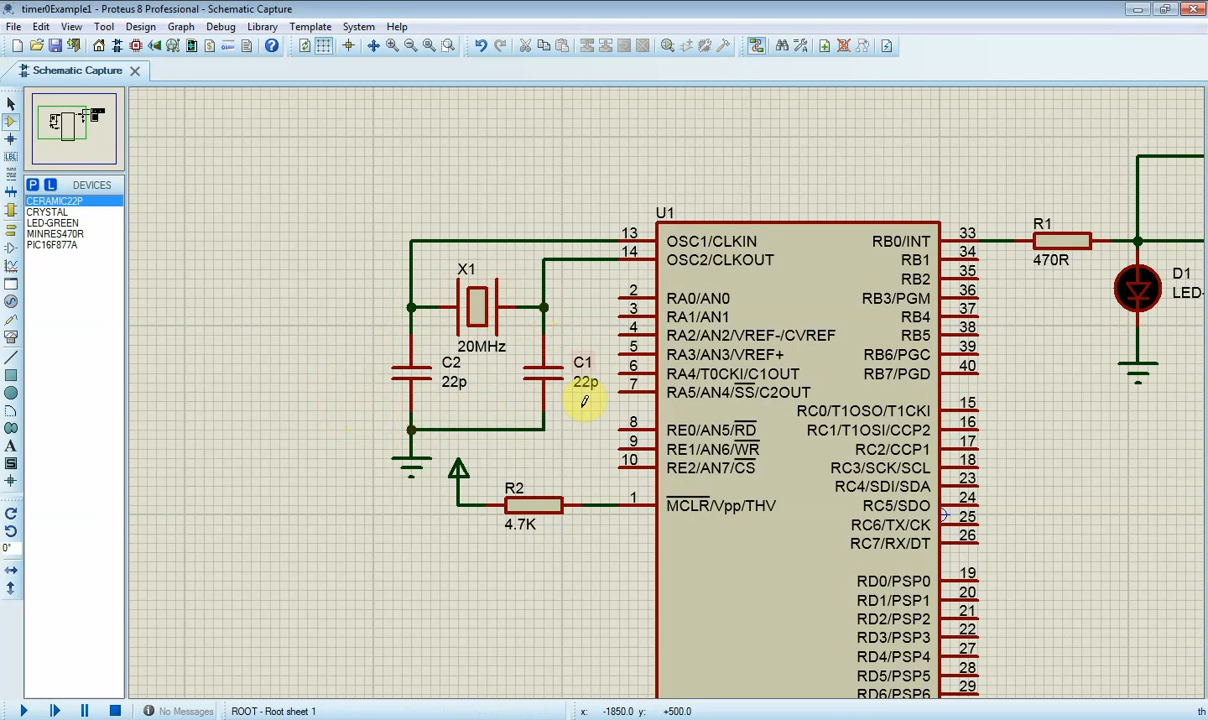 timer0Example1 - Proteus 8 Professional - Schematic Capture
File Edit View Tool Design Graph Debug Library Template System Help
Schematic Capture
P L DEVICES
CERAMIC22P
CRYSTAL
LED-GREEN
MINRES470R
PIC16F877A
LBL
A
0°
U1
13 OSC1/CLKIN
14 OSC2/CLKOUT
2 RA0/AN0
3 RA1/AN1
4 RA2/AN2/VREF-/CVREF
5 RA3/AN3/VREF+
6 RA4/T0CKI/C1OUT
7 RA5/AN4/SS/C2OUT
8 RE0/AN5/RD
9 RE1/AN6/WR
10 RE2/AN7/CS
1 MCLR/Vpp/THV
RB0/INT 33
RB1 34
RB2 35
RB3/PGM 36
RB4 37
RB5 38
RB6/PGC 39
RB7/PGD 40
RC0/T1OSO/T1CKI 15
RC1/T1OSI/CCP2 16
RC2/CCP1 17
RC3/SCK/SCL 18
RC4/SDI/SDA 23
RC5/SDO 24
RC6/TX/CK 25
RC7/RX/DT 26
RD0/PSP0 19
RD1/PSP1 20
RD2/PSP2 21
RD3/PSP3 22
RD4/PSP4 27
RD5/PSP5 28
RD6/PSP6 29
X1
20MHz
C2
22p
C1
22p
R2
4.7K
R1
470R
D1
LED-
No Messages
ROOT - Root sheet 1
x: -1850.0 y: +500.0
th